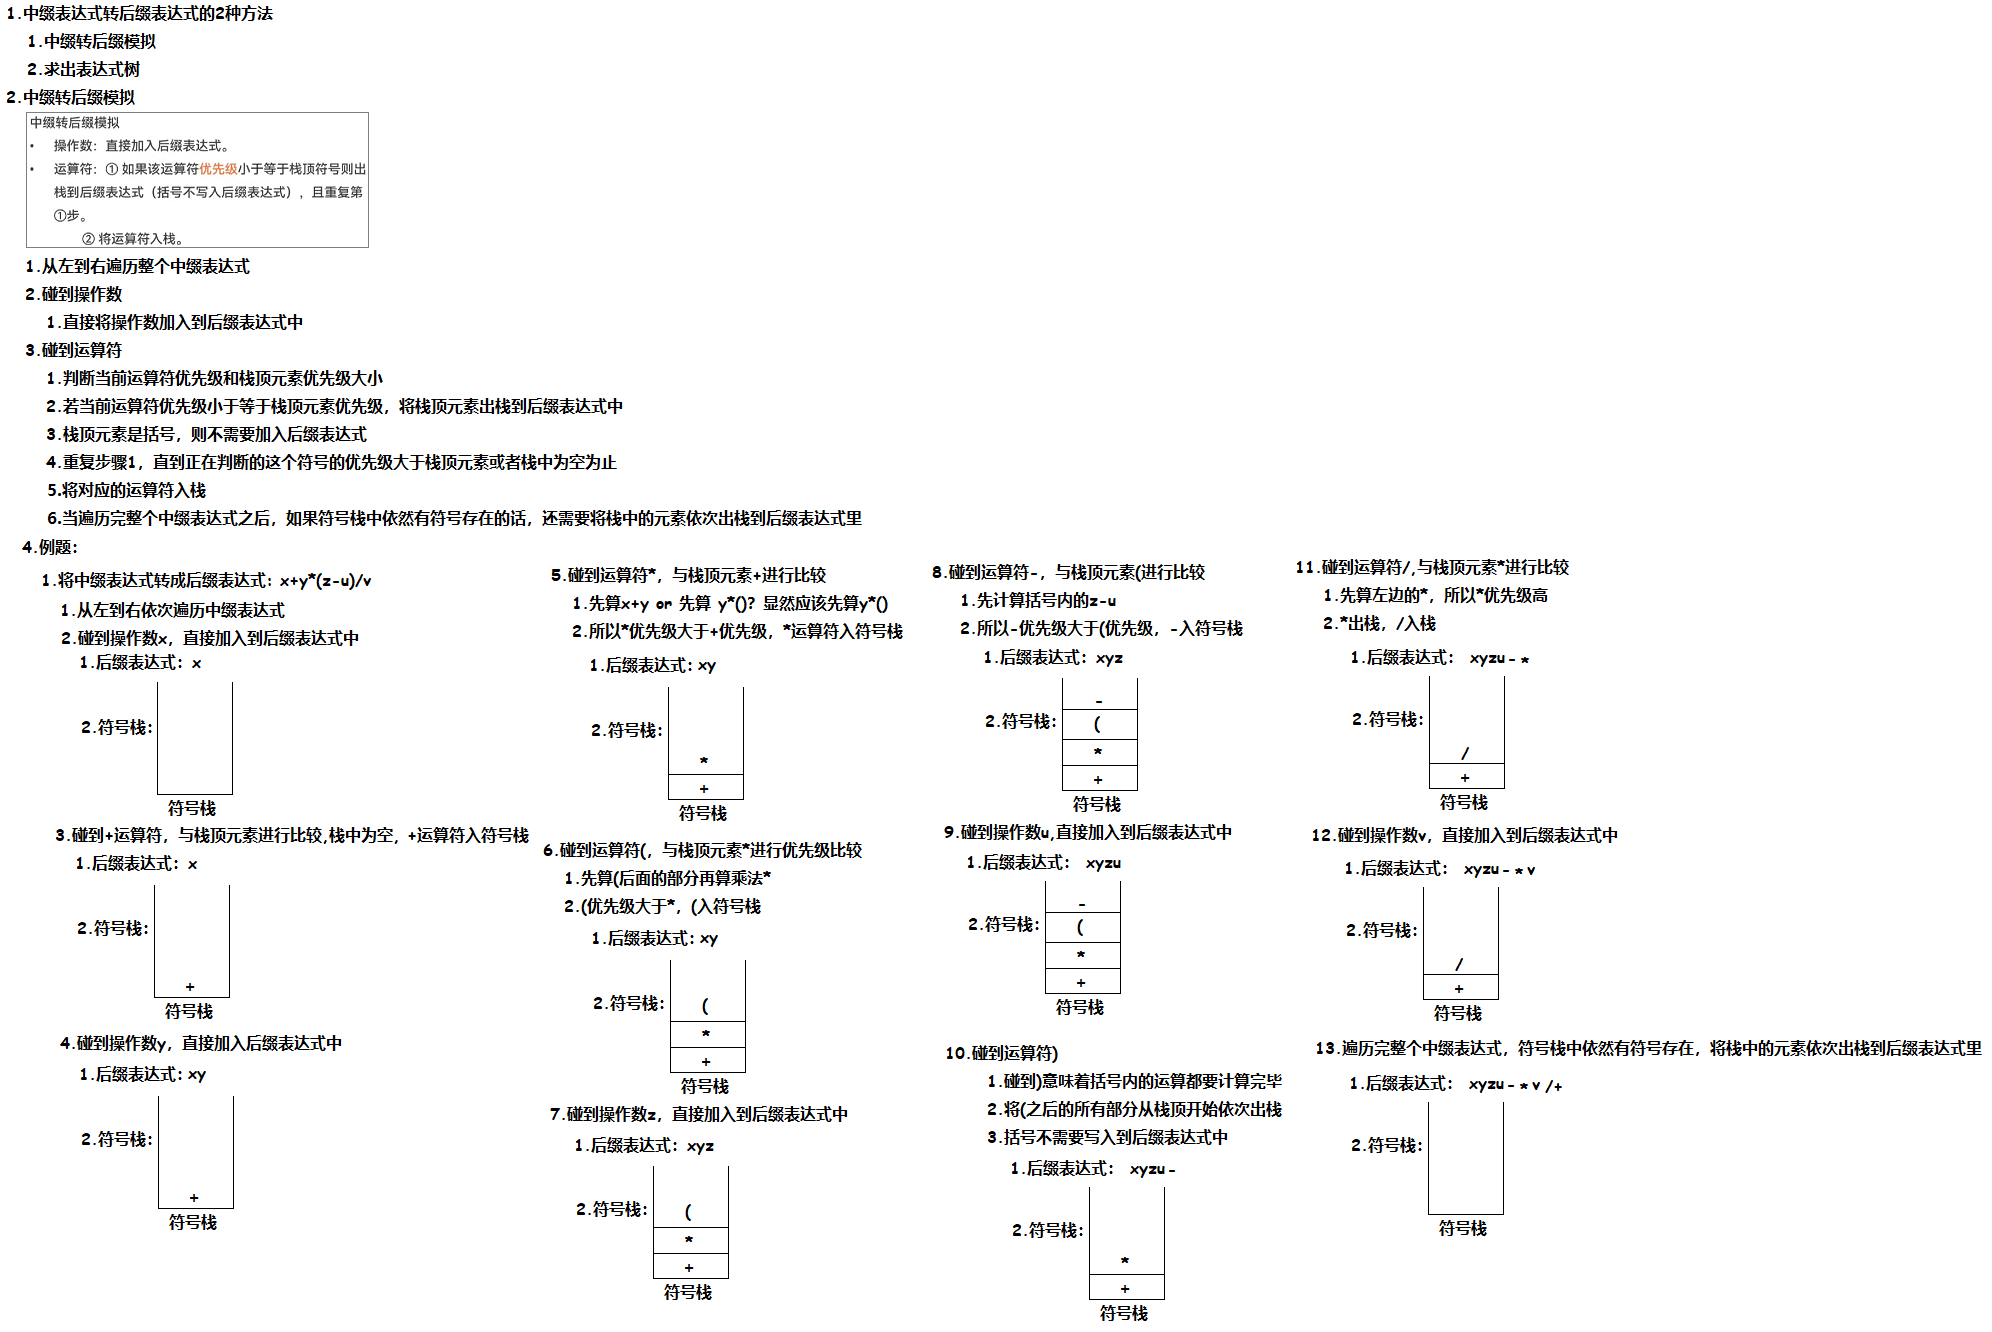 1.中缀表达式转后缀表达式的2种方法
1.中缀转后缀模拟
2.求出表达式树
2.中缀转后缀模拟
中缀转后缀模拟
• 操作数：直接加入后缀表达式。
• 运算符：① 如果该运算符优先级小于等于栈顶符号则出
栈到后缀表达式（括号不写入后缀表达式），且重复第
①步。
② 将运算符入栈。
1.从左到右遍历整个中缀表达式
2.碰到操作数
1.直接将操作数加入到后缀表达式中
3.碰到运算符
1.判断当前运算符优先级和栈顶元素优先级大小
2.若当前运算符优先级小于等于栈顶元素优先级，将栈顶元素出栈到后缀表达式中
3.栈顶元素是括号，则不需要加入后缀表达式
4.重复步骤1，直到正在判断的这个符号的优先级大于栈顶元素或者栈中为空为止
5.将对应的运算符入栈
6.当遍历完整个中缀表达式之后，如果符号栈中依然有符号存在的话，还需要将栈中的元素依次出栈到后缀表达式里
4.例题：
1.将中缀表达式转成后缀表达式：x+y*(z-u)/v
1.从左到右依次遍历中缀表达式
2.碰到操作数x，直接加入到后缀表达式中
1.后缀表达式：x
2.符号栈：
符号栈
3.碰到+运算符，与栈顶元素进行比较,栈中为空，+运算符入符号栈
1.后缀表达式：x
2.符号栈：
+
符号栈
4.碰到操作数y，直接加入后缀表达式中
1.后缀表达式：xy
2.符号栈：
+
符号栈
5.碰到运算符*，与栈顶元素+进行比较
1.先算x+y or 先算 y*()？显然应该先算y*()
2.所以*优先级大于+优先级，*运算符入符号栈
1.后缀表达式：xy
2.符号栈：
*
+
符号栈
6.碰到运算符(，与栈顶元素*进行优先级比较
1.先算(后面的部分再算乘法*
2.(优先级大于*，(入符号栈
1.后缀表达式：xy
2.符号栈：
(
*
+
符号栈
7.碰到操作数z，直接加入到后缀表达式中
1.后缀表达式：xyz
2.符号栈：
(
*
+
符号栈
8.碰到运算符-，与栈顶元素(进行比较
1.先计算括号内的z-u
2.所以-优先级大于(优先级，-入符号栈
1.后缀表达式：xyz
-
2.符号栈：
(
*
+
符号栈
9.碰到操作数u,直接加入到后缀表达式中
1.后缀表达式： xyzu
-
2.符号栈：
(
*
+
符号栈
10.碰到运算符)
1.碰到)意味着括号内的运算都要计算完毕
2.将(之后的所有部分从栈顶开始依次出栈
3.括号不需要写入到后缀表达式中
1.后缀表达式： xyzu -
2.符号栈：
*
+
符号栈
11.碰到运算符/,与栈顶元素*进行比较
1.先算左边的*，所以*优先级高
2.*出栈，/入栈
1.后缀表达式： xyzu - *
2.符号栈：
/
+
符号栈
12.碰到操作数v，直接加入到后缀表达式中
1.后缀表达式： xyzu - * v
2.符号栈：
/
+
符号栈
13.遍历完整个中缀表达式，符号栈中依然有符号存在，将栈中的元素依次出栈到后缀表达式里
1.后缀表达式： xyzu - * v /+
2.符号栈：
符号栈